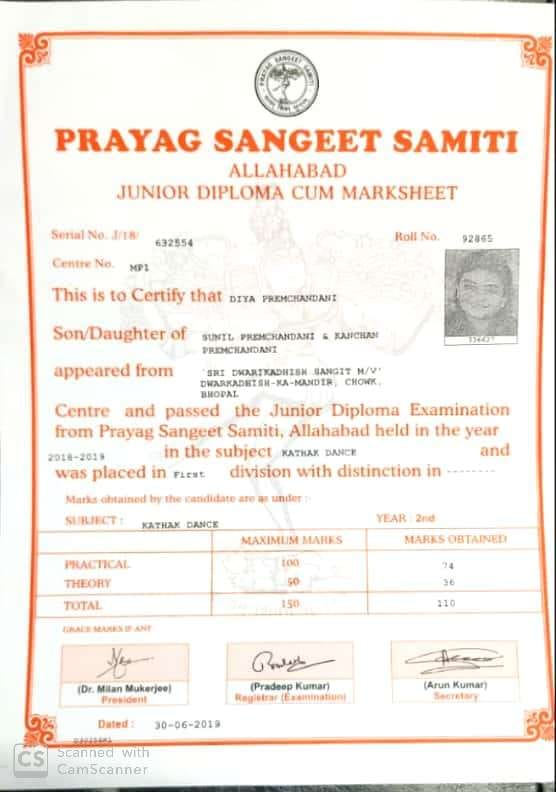 PRAYAG SANGEET SAMITI
PRAYAG SANGEET SAMITI
ALLAHABAD
JUNIOR DIPLOMA CUM MARKSHEET
Serial No. J/18/ 632554 Roll No. 92865
Centre No. MP1
This is to Certify that DIYA PREMCHANDANI
Son/Daughter of SUNIL PREMCHANDANI & KANCHAN
PREMCHANDANI
appeared from 'SRI DWARIKADHISH SANGIT M/V'
DWARKADHISH-KA-MANDIR, CHOWK,
BHOPAL
Centre and passed the Junior Diploma Examination
from Prayag Sangeet Samiti, Allahabad held in the year
2018-2019 in the subject KATHAK DANCE and
was placed in First division with distinction in --------
Marks obtained by the candidate are as under :-
SUBJECT : KATHAK DANCE YEAR : 2nd
MAXIMUM MARKS MARKS OBTAINED
PRACTICAL 100 74
THEORY 50 36
TOTAL 150 110
GRACE MARKS IF ANY
(Dr. Milan Mukerjee) (Pradeep Kumar) (Arun Kumar)
President Registrar (Examination) Secretary
Dated : 30-06-2019
CS Scanned with
CamScanner